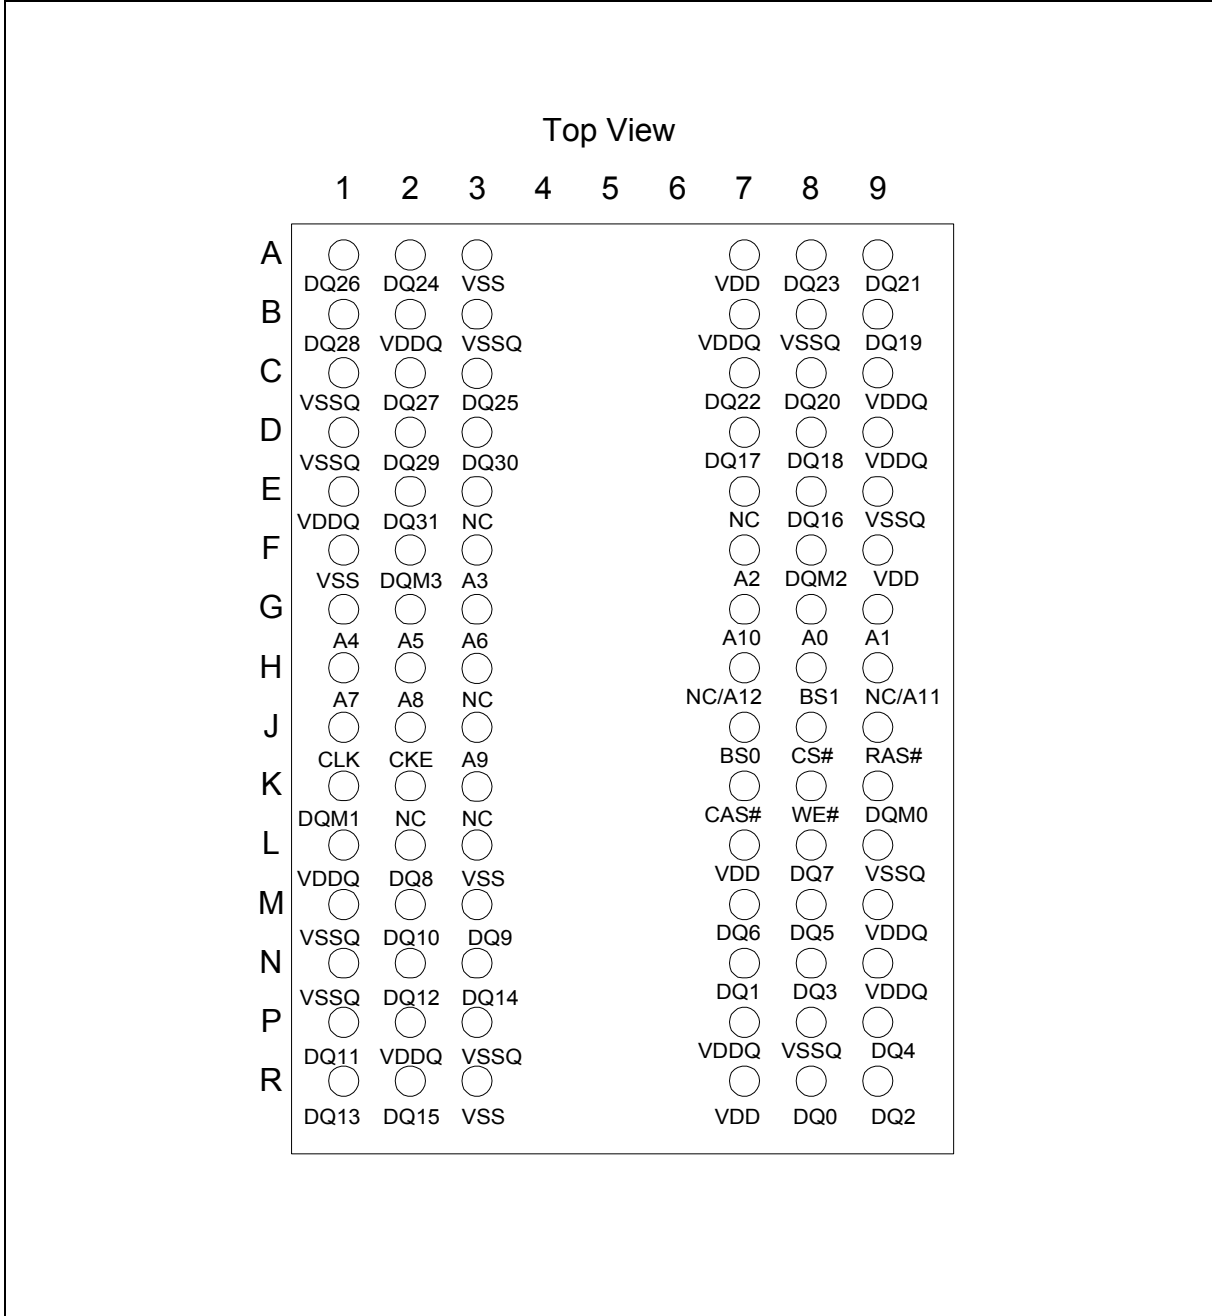 Top View
1 2 3 4 5 6 7 8 9
A
DQ26 DQ24 VSS VDD DQ23 DQ21
B
DQ28 VDDQ VSSQ VDDQ VSSQ DQ19
C
VSSQ DQ27 DQ25 DQ22 DQ20 VDDQ
D
VSSQ DQ29 DQ30 DQ17 DQ18 VDDQ
E
VDDQ DQ31 NC NC DQ16 VSSQ
F
VSS DQM3 A3 A2 DQM2 VDD
G
A4 A5 A6 A10 A0 A1
H
A7 A8 NC NC/A12 BS1 NC/A11
J
CLK CKE A9 BS0 CS# RAS#
K
DQM1 NC NC CAS# WE# DQM0
L
VDDQ DQ8 VSS VDD DQ7 VSSQ
M
VSSQ DQ10 DQ9 DQ6 DQ5 VDDQ
N
VSSQ DQ12 DQ14 DQ1 DQ3 VDDQ
P
DQ11 VDDQ VSSQ VDDQ VSSQ DQ4
R
DQ13 DQ15 VSS VDD DQ0 DQ2